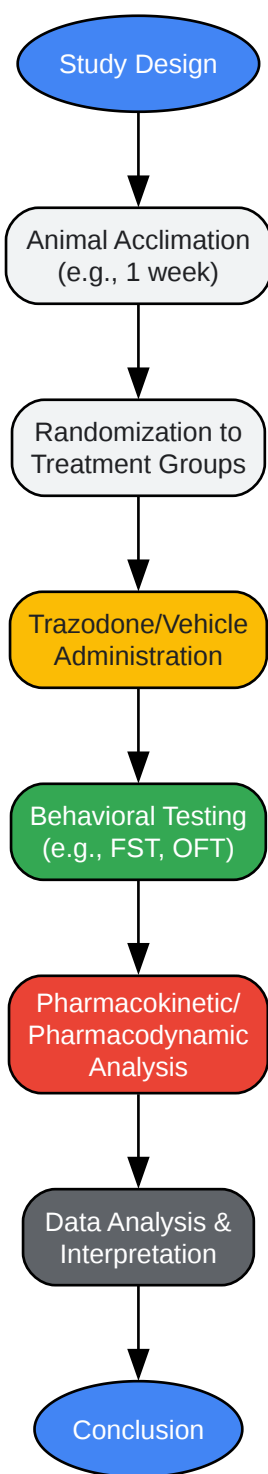 Study Design
Animal Acclimation
(e.g., 1 week)
Randomization to
Treatment Groups
Trazodone/Vehicle
Administration
Behavioral Testing
(e.g., FST, OFT)
Pharmacokinetic/
Pharmacodynamic
Analysis
Data Analysis &
Interpretation
Conclusion